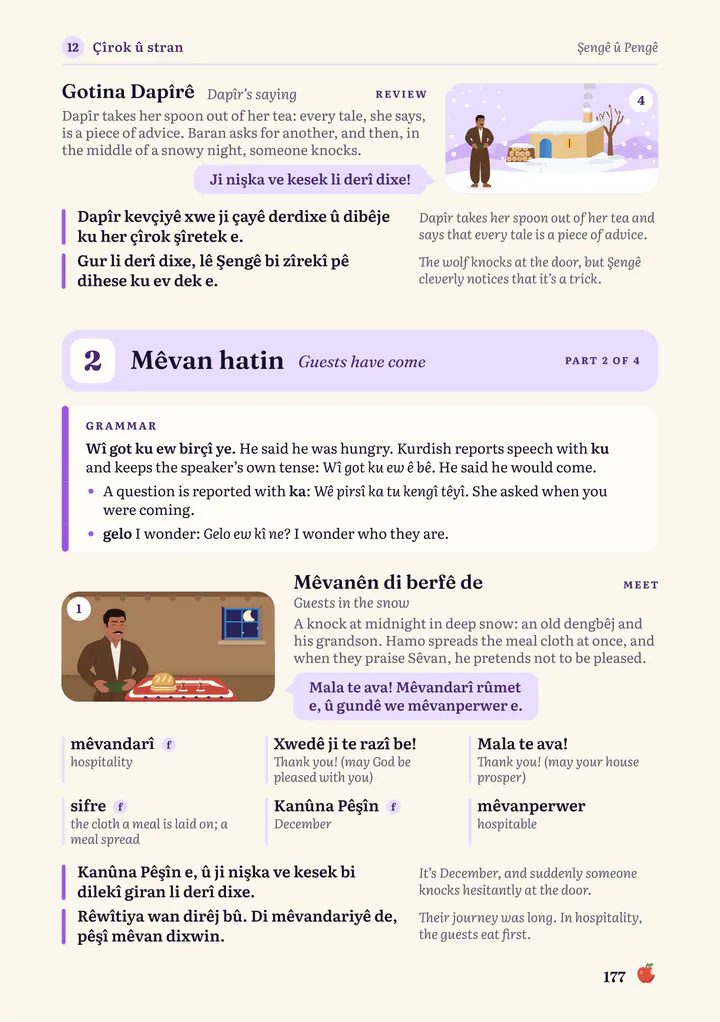 12 Çîrok û stran
Şengê û Pengê
Gotina Dapîrê Dapîr's saying REVIEW
Dapîr takes her spoon out of her tea: every tale, she says,
is a piece of advice. Baran asks for another, and then, in
the middle of a snowy night, someone knocks.
Ji nişka ve kesek li derî dixe!
4
Dapîr kevçiyê xwe ji çayê derdixe û dibêje
ku her çîrok şîretek e.
Dapîr takes her spoon out of her tea and
says that every tale is a piece of advice.
Gur li derî dixe, lê Şengê bi zîrekî pê
dihese ku ev dek e.
The wolf knocks at the door, but Şengê
cleverly notices that it's a trick.
2 Mêvan hatin Guests have come PART 2 OF 4
GRAMMAR
Wî got ku ew birçî ye. He said he was hungry. Kurdish reports speech with ku
and keeps the speaker's own tense: Wî got ku ew ê bê. He said he would come.
• A question is reported with ka: Wê pirsî ka tu kengî têyî. She asked when you
were coming.
• gelo I wonder: Gelo ew kî ne? I wonder who they are.
1
Mêvanên di berfê de MEET
Guests in the snow
A knock at midnight in deep snow: an old dengbêj and
his grandson. Hamo spreads the meal cloth at once, and
when they praise Sêvan, he pretends not to be pleased.
Mala te ava! Mêvandarî rûmet
e, û gundê we mêvanperwer e.
mêvandarî f
hospitality
Xwedê ji te razî be!
Thank you! (may God be
pleased with you)
Mala te ava!
Thank you! (may your house
prosper)
sifre f
the cloth a meal is laid on; a
meal spread
Kanûna Pêşîn f
December
mêvanperwer
hospitable
Kanûna Pêşîn e, û ji nişka ve kesek bi
dilekî giran li derî dixe.
It's December, and suddenly someone
knocks hesitantly at the door.
Rêwîtiya wan dirêj bû. Di mêvandariyê de,
pêşî mêvan dixwin.
Their journey was long. In hospitality,
the guests eat first.
177